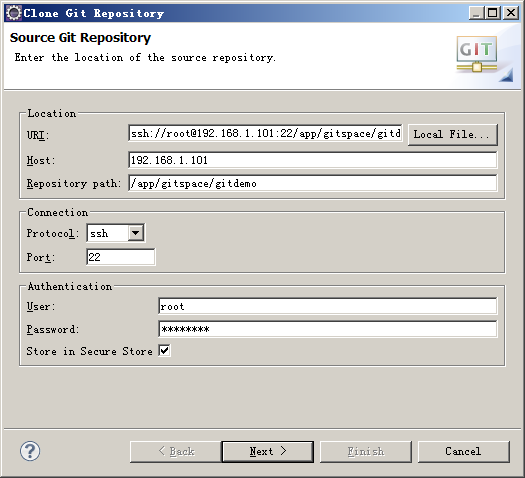 Clone Git Repository
Source Git Repository
Enter the location of the source repository.
GIT
Location
URI: ssh://root@192.168.1.101:22/app/gitspace/gitd Local File...
Host: 192.168.1.101
Repository path: /app/gitspace/gitdemo
Connection
Protocol: ssh
Port: 22
Authentication
User: root
Password: ********
Store in Secure Store
? < Back Next > Finish Cancel